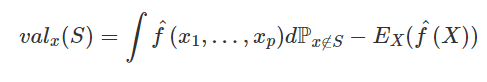 val_x(S) = ∫ f̂(x_1, …, x_p)dℙ_{x∉S} − E_X(f̂(X))